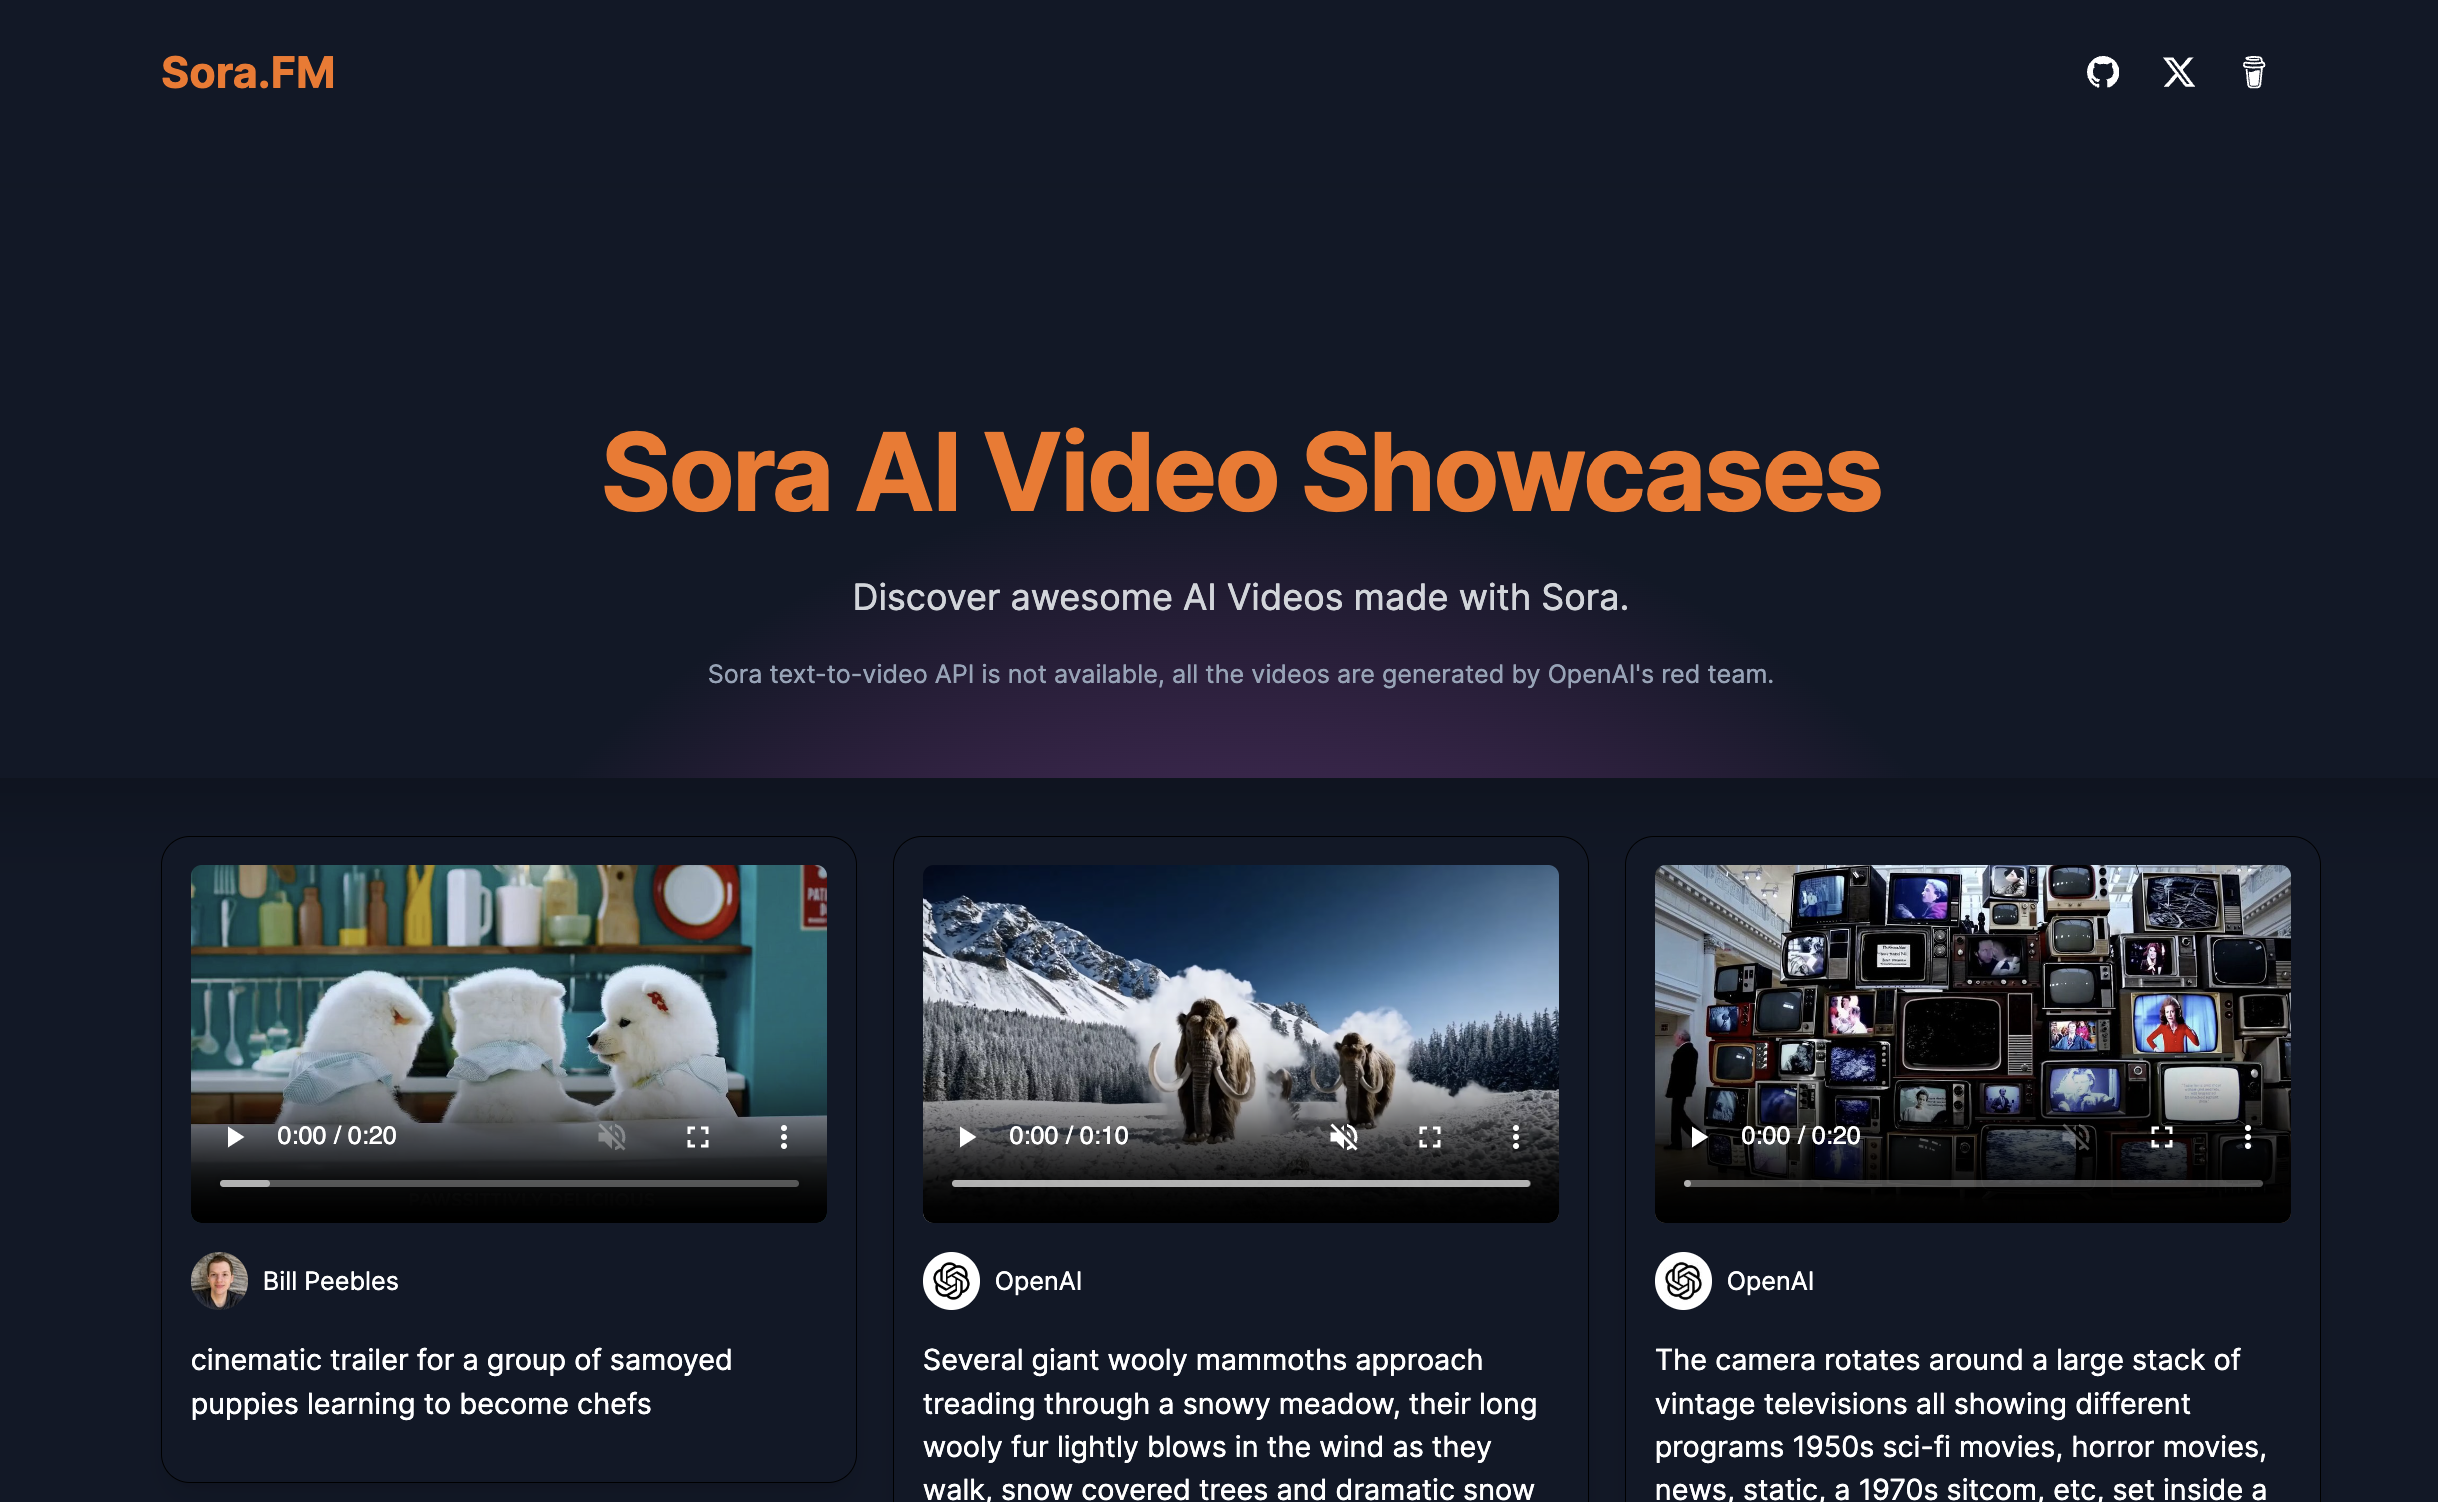 Sora.FM
Sora AI Video Showcases
Discover awesome AI Videos made with Sora.
Sora text-to-video API is not available, all the videos are generated by OpenAI's red team.
0:00 / 0:20
Bill Peebles
cinematic trailer for a group of samoyed
puppies learning to become chefs
0:00 / 0:10
OpenAI
Several giant wooly mammoths approach
treading through a snowy meadow, their long
wooly fur lightly blows in the wind as they
walk, snow covered trees and dramatic snow
0:00 / 0:20
OpenAI
The camera rotates around a large stack of
vintage televisions all showing different
programs 1950s sci-fi movies, horror movies,
news, static, a 1970s sitcom, etc, set inside a